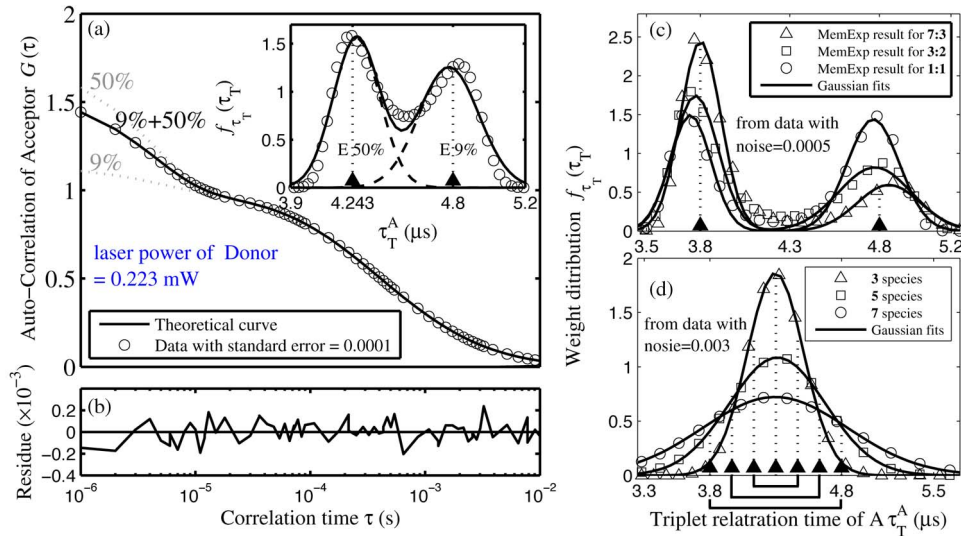 (a)
2
1.5
1
0.5
0
Auto−Correlation of Acceptor G(τ)
50%
9%+50%
9%
laser power of Donor
= 0.223 mW
Theoretical curve
Data with standard error = 0.0001
1.5
1
0.5
0
f_{τ_T}(τ_T)
E 50%
E 9%
3.9
4.243
4.8
5.2
τ_T^A (μs)
(b)
0.2
0
−0.2
−0.4
Residue (×10^{−3})
10^{−6}
10^{−5}
10^{−4}
10^{−3}
10^{−2}
Correlation time τ (s)
(c)
MemExp result for 7:3
MemExp result for 3:2
MemExp result for 1:1
Gaussian fits
from data with
noise=0.0005
2.5
2
1.5
1
0.5
0
3.5
3.8
4.3
4.8
5.2
Weight ditribution f_{τ_T}(τ_T)
(d)
3 species
5 species
7 species
Gaussian fits
from data with
nosie=0.003
2
1.5
1
0.5
0
3.3
3.8
4.8
5.5
Triplet relatration time of A τ_T^A (μs)